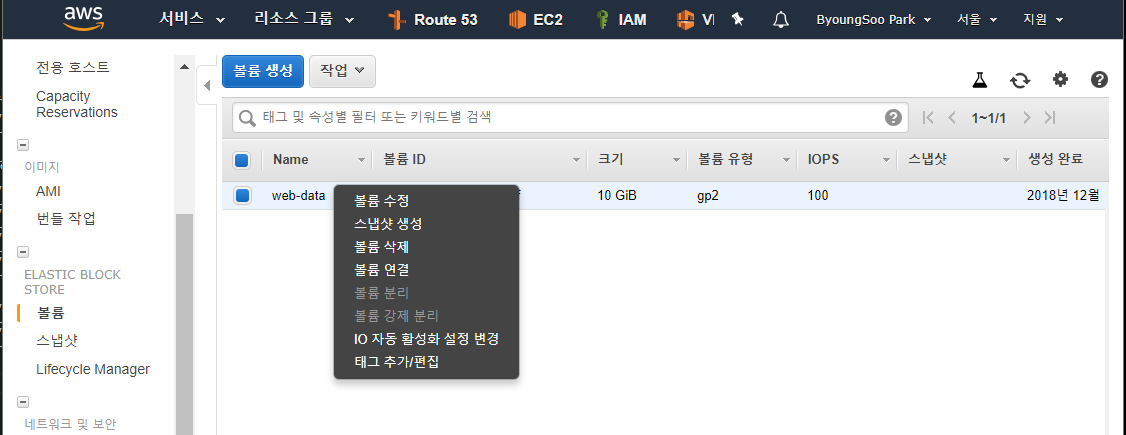 aws 서비스 리소스 그룹 Route 53 EC2 IAM ByoungSoo Park 서울 지원
전용 호스트
Capacity
Reservations
이미지
AMI
번들 작업
ELASTIC BLOCK
STORE
볼륨
스냅샷
Lifecycle Manager
네트워크 및 보안
볼륨 생성 작업
태그 및 속성별 필터 또는 키워드별 검색 1~1/1
Name 볼륨 ID 크기 볼륨 유형 IOPS 스냅샷 생성 완료
web-data 10 GiB gp2 100 2018년 12월
볼륨 수정
스냅샷 생성
볼륨 삭제
볼륨 연결
볼륨 분리
볼륨 강제 분리
IO 자동 활성화 설정 변경
태그 추가/편집